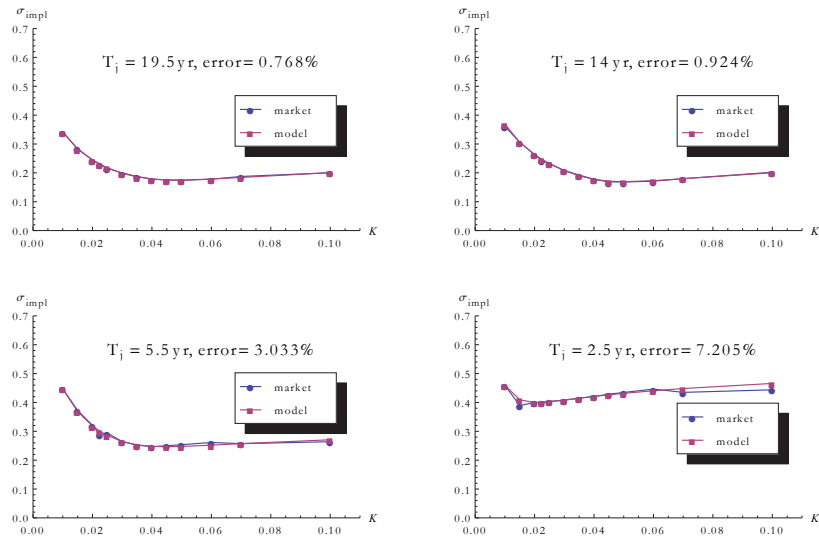 σimpl
0.7
0.6
0.5
0.4
0.3
0.2
0.1
0.0
0.00 0.02 0.04 0.06 0.08 0.10 K
Tj = 19.5 yr, error= 0.768%
market
model
σimpl
0.7
0.6
0.5
0.4
0.3
0.2
0.1
0.0
0.00 0.02 0.04 0.06 0.08 0.10 K
Tj = 14 yr, error= 0.924%
market
model
σimpl
0.7
0.6
0.5
0.4
0.3
0.2
0.1
0.0
0.00 0.02 0.04 0.06 0.08 0.10 K
Tj = 5.5 yr, error= 3.033%
market
model
σimpl
0.7
0.6
0.5
0.4
0.3
0.2
0.1
0.0
0.00 0.02 0.04 0.06 0.08 0.10 K
Tj = 2.5 yr, error= 7.205%
market
model